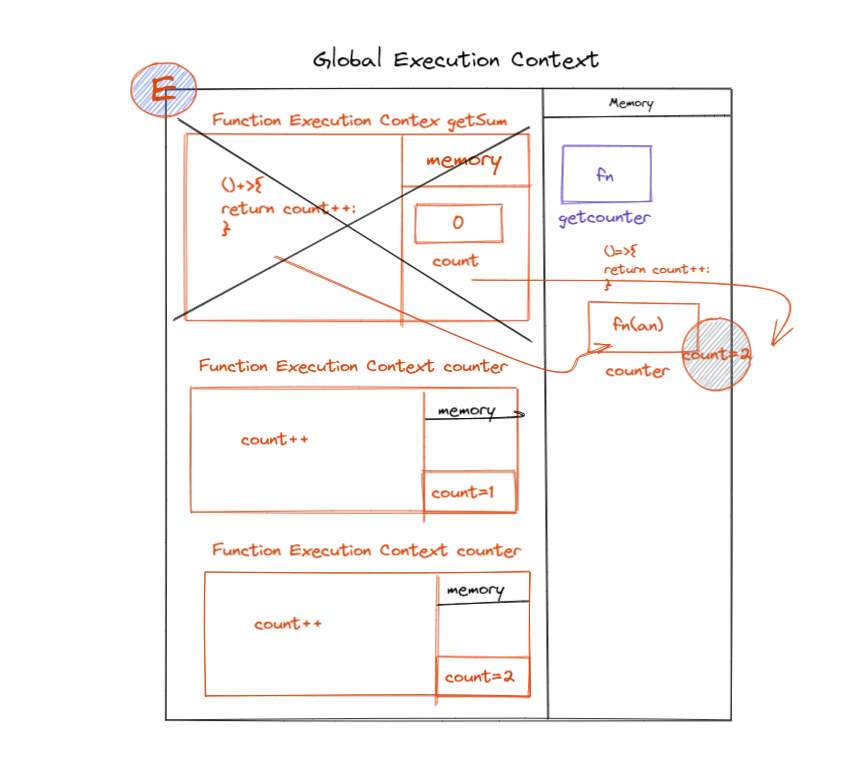 Global Execution Context
E
Memory
Function Execution Contex getSum
memory
()+>{
return count++;
}
0
count
fn
getcounter
()=>{
return count++;
}
fn(an)
count=2
counter
Function Execution Context counter
memory
count++
count=1
Function Execution Context counter
memory
count++
count=2